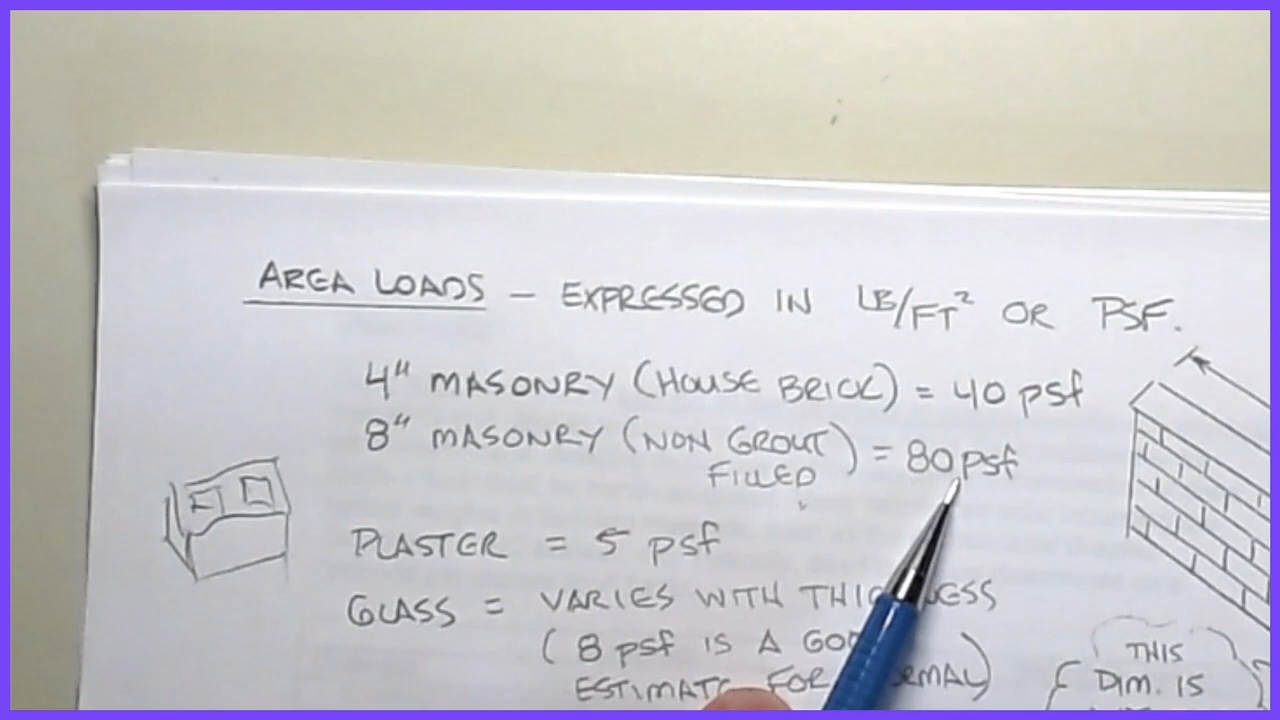 AREA LOADS - EXPRESSED IN LB/FT² OR PSF.
4" MASONRY (HOUSE BRICK) = 40 psf
8" MASONRY (NON GROUT FILLED) = 80 psf
PLASTER = 5 psf
GLASS = VARIES WITH
(8 psf IS A
ESTIMATE FOR
THIS
DIM. IS